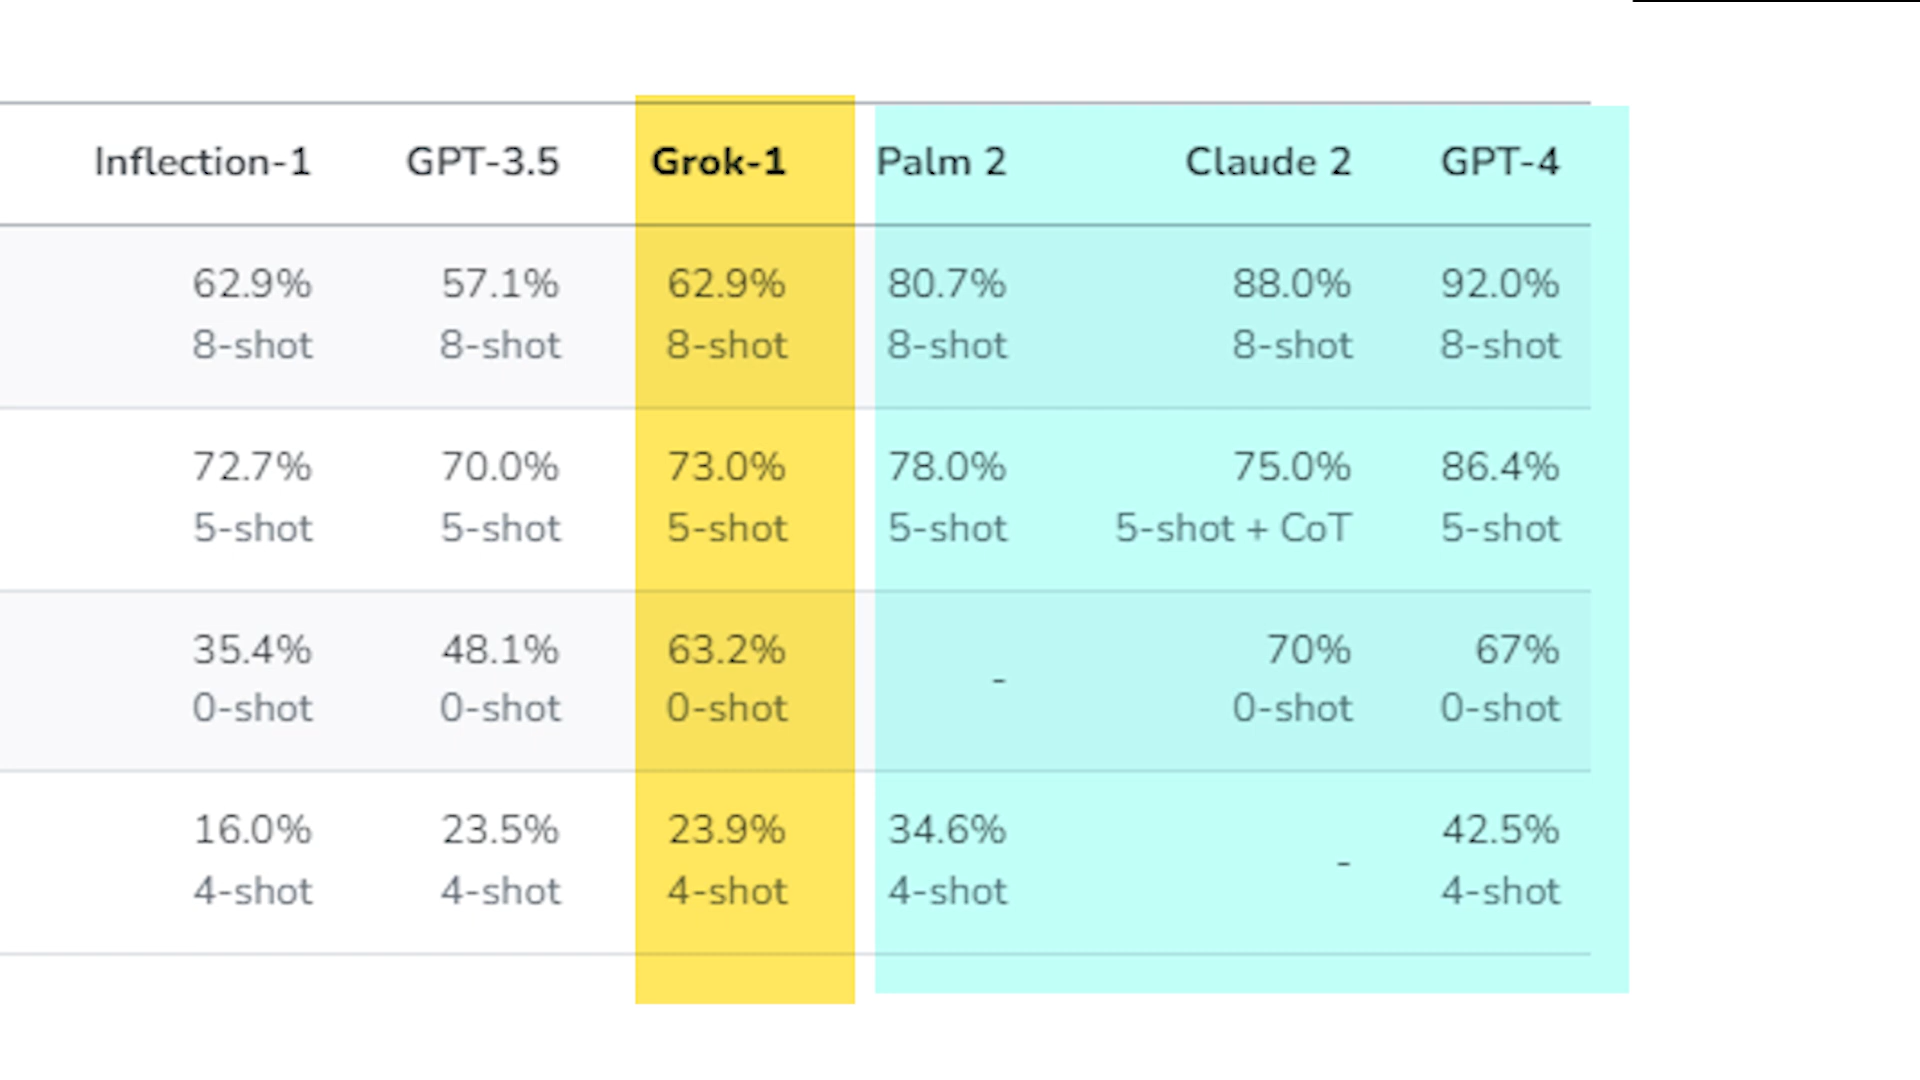 Inflection-1 GPT-3.5 Grok-1 Palm 2 Claude 2 GPT-4
62.9% 57.1% 62.9% 80.7% 88.0% 92.0%
8-shot 8-shot 8-shot 8-shot 8-shot 8-shot
72.7% 70.0% 73.0% 78.0% 75.0% 86.4%
5-shot 5-shot 5-shot 5-shot 5-shot + CoT 5-shot
35.4% 48.1% 63.2% - 70% 67%
0-shot 0-shot 0-shot 0-shot 0-shot
16.0% 23.5% 23.9% 34.6% - 42.5%
4-shot 4-shot 4-shot 4-shot 4-shot